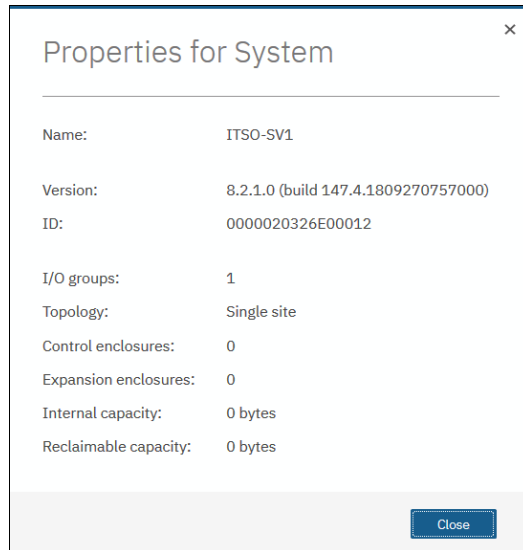 ×
Properties for System
Name: ITSO-SV1
Version: 8.2.1.0 (build 147.4.1809270757000)
ID: 0000020326E00012
I/O groups: 1
Topology: Single site
Control enclosures: 0
Expansion enclosures: 0
Internal capacity: 0 bytes
Reclaimable capacity: 0 bytes
Close